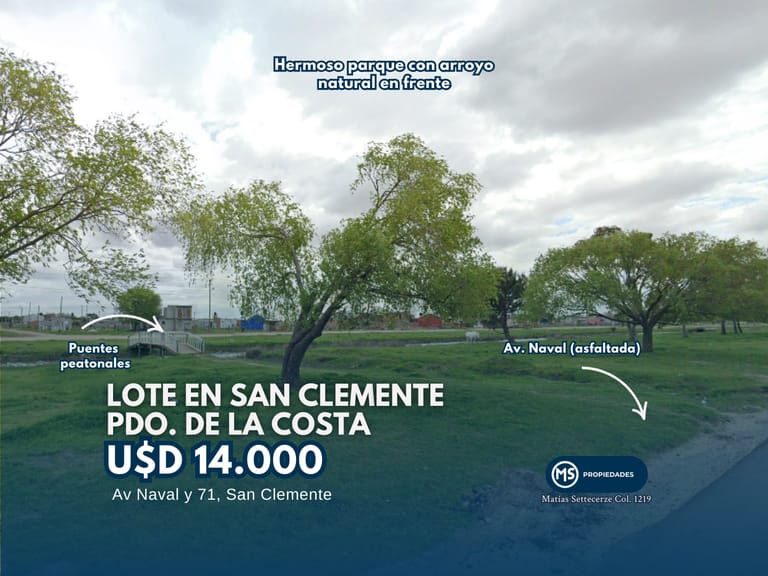 Hermoso parque con arroyo
natural en frente
Puentes
peatonales
Av. Naval (asfaltada)
LOTE EN SAN CLEMENTE
PDO. DE LA COSTA
U$D 14.000
Av Naval y 71, San Clemente
MS PROPIEDADES
Matías Settecerze Col. 1219